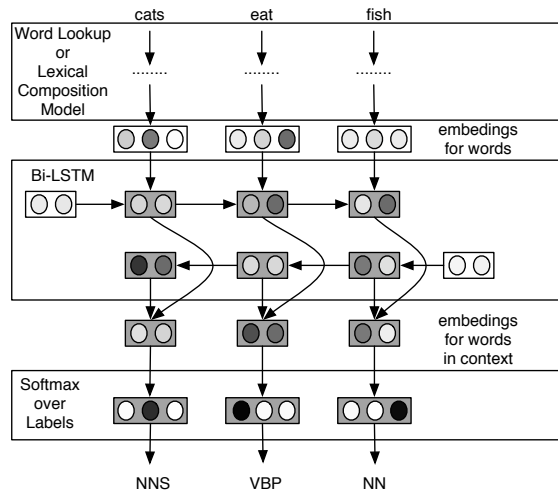 cats eat fish
Word Lookup
or
Lexical
Composition
Model
embedings
for words
Bi-LSTM
embedings
for words
in context
Softmax
over
Labels
NNS VBP NN